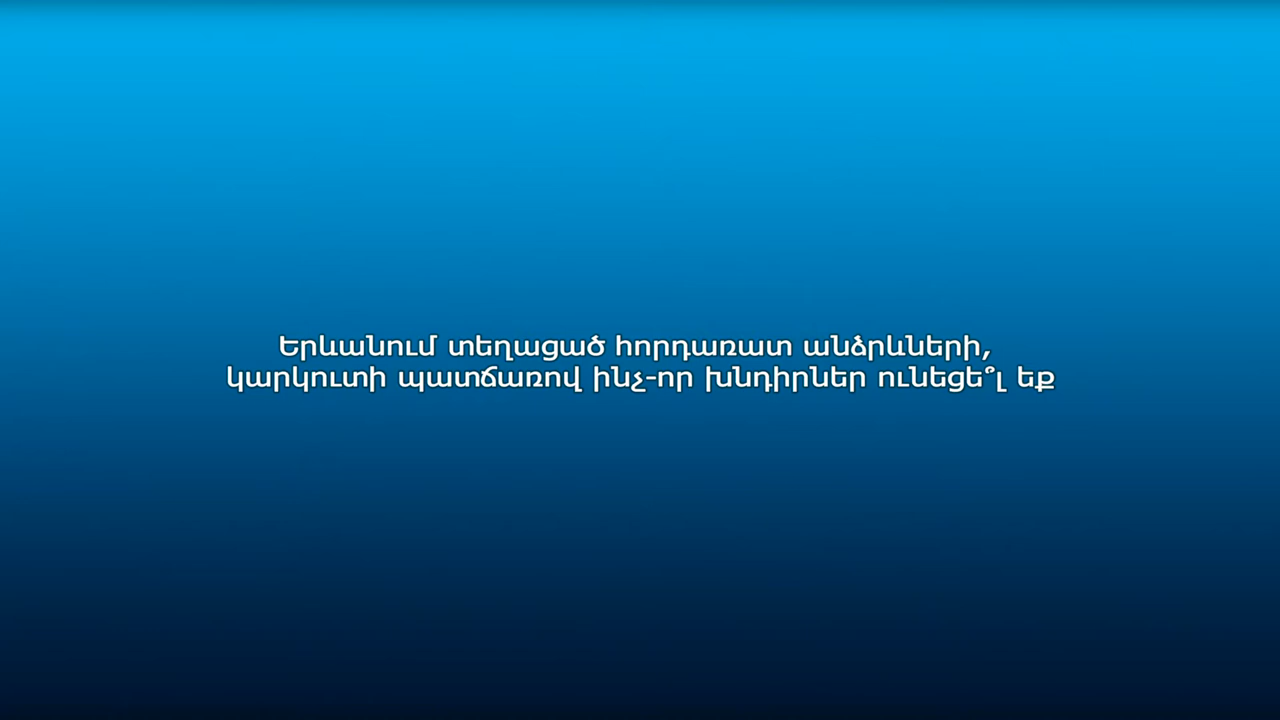 Երևանում տեղացած հորդառատ անձրևների,
կարկուտի պատճառով ինչ-որ խնդիրներ ունեցե՞լ եք